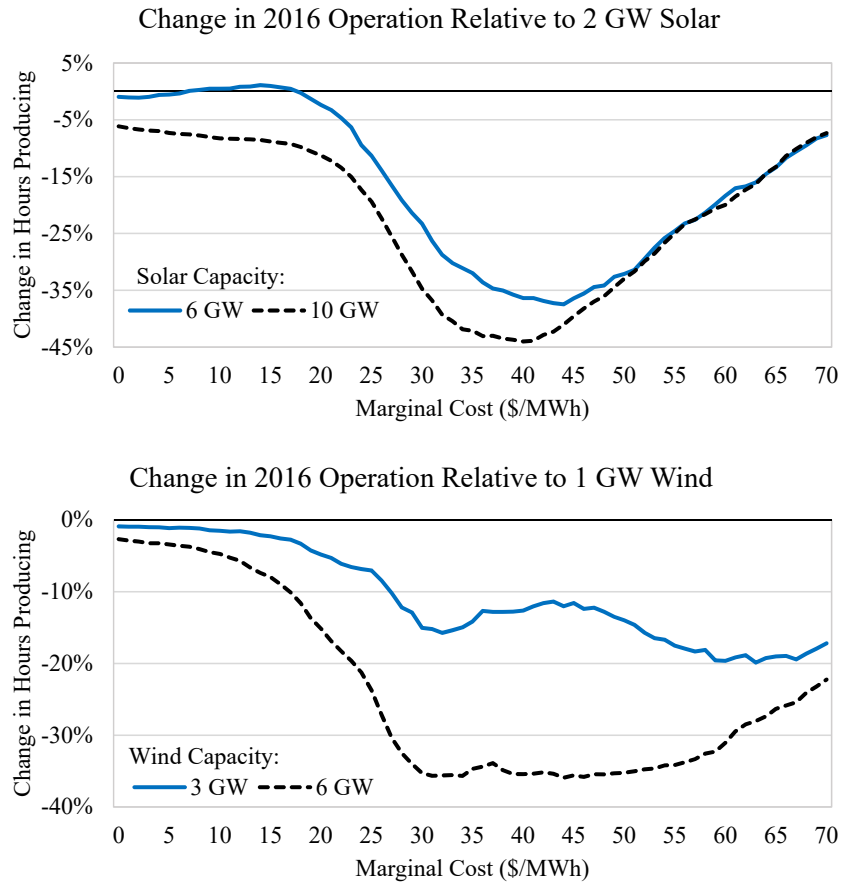 Change in 2016 Operation Relative to 2 GW Solar
Change in Hours Producing
5%
-5%
-15%
-25%
-35%
-45%
Solar Capacity:
6 GW 10 GW
0 5 10 15 20 25 30 35 40 45 50 55 60 65 70
Marginal Cost ($/MWh)
Change in 2016 Operation Relative to 1 GW Wind
Change in Hours Producing
0%
-10%
-20%
-30%
-40%
Wind Capacity:
3 GW 6 GW
0 5 10 15 20 25 30 35 40 45 50 55 60 65 70
Marginal Cost ($/MWh)